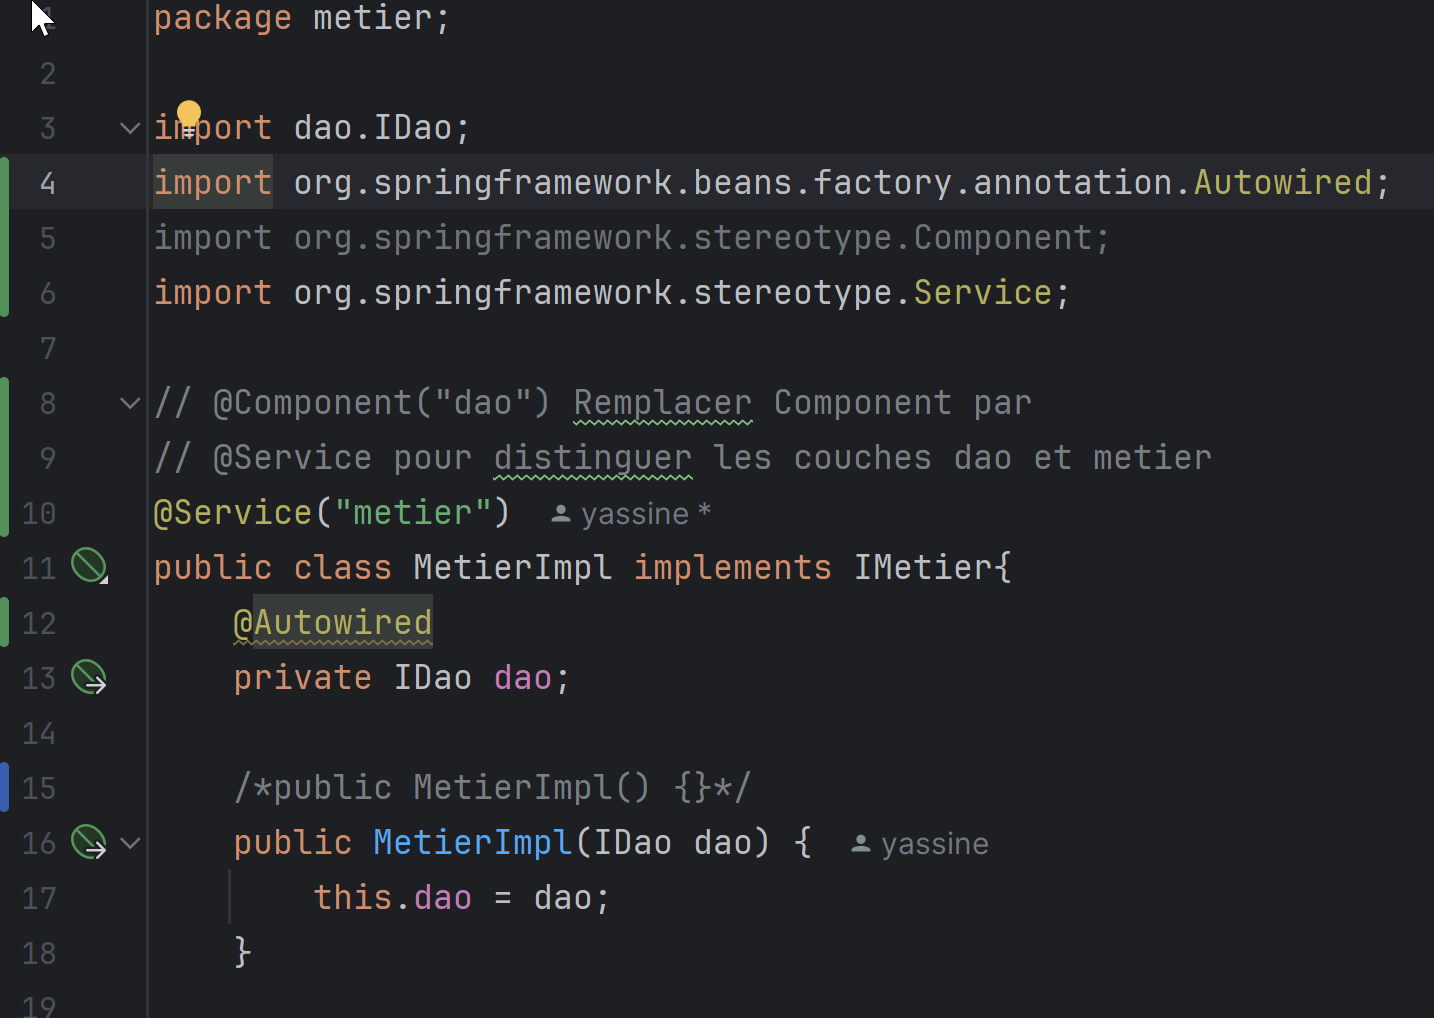 1 package metier;
2
3 import dao.IDao;
4 import org.springframework.beans.factory.annotation.Autowired;
5 import org.springframework.stereotype.Component;
6 import org.springframework.stereotype.Service;
7
8 // @Component("dao") Remplacer Component par
9 // @Service pour distinguer les couches dao et metier
10 @Service("metier") yassine *
11 public class MetierImpl implements IMetier{
12 @Autowired
13 private IDao dao;
14
15 /*public MetierImpl() {}*/
16 public MetierImpl(IDao dao) { yassine
17 this.dao = dao;
18 }
19